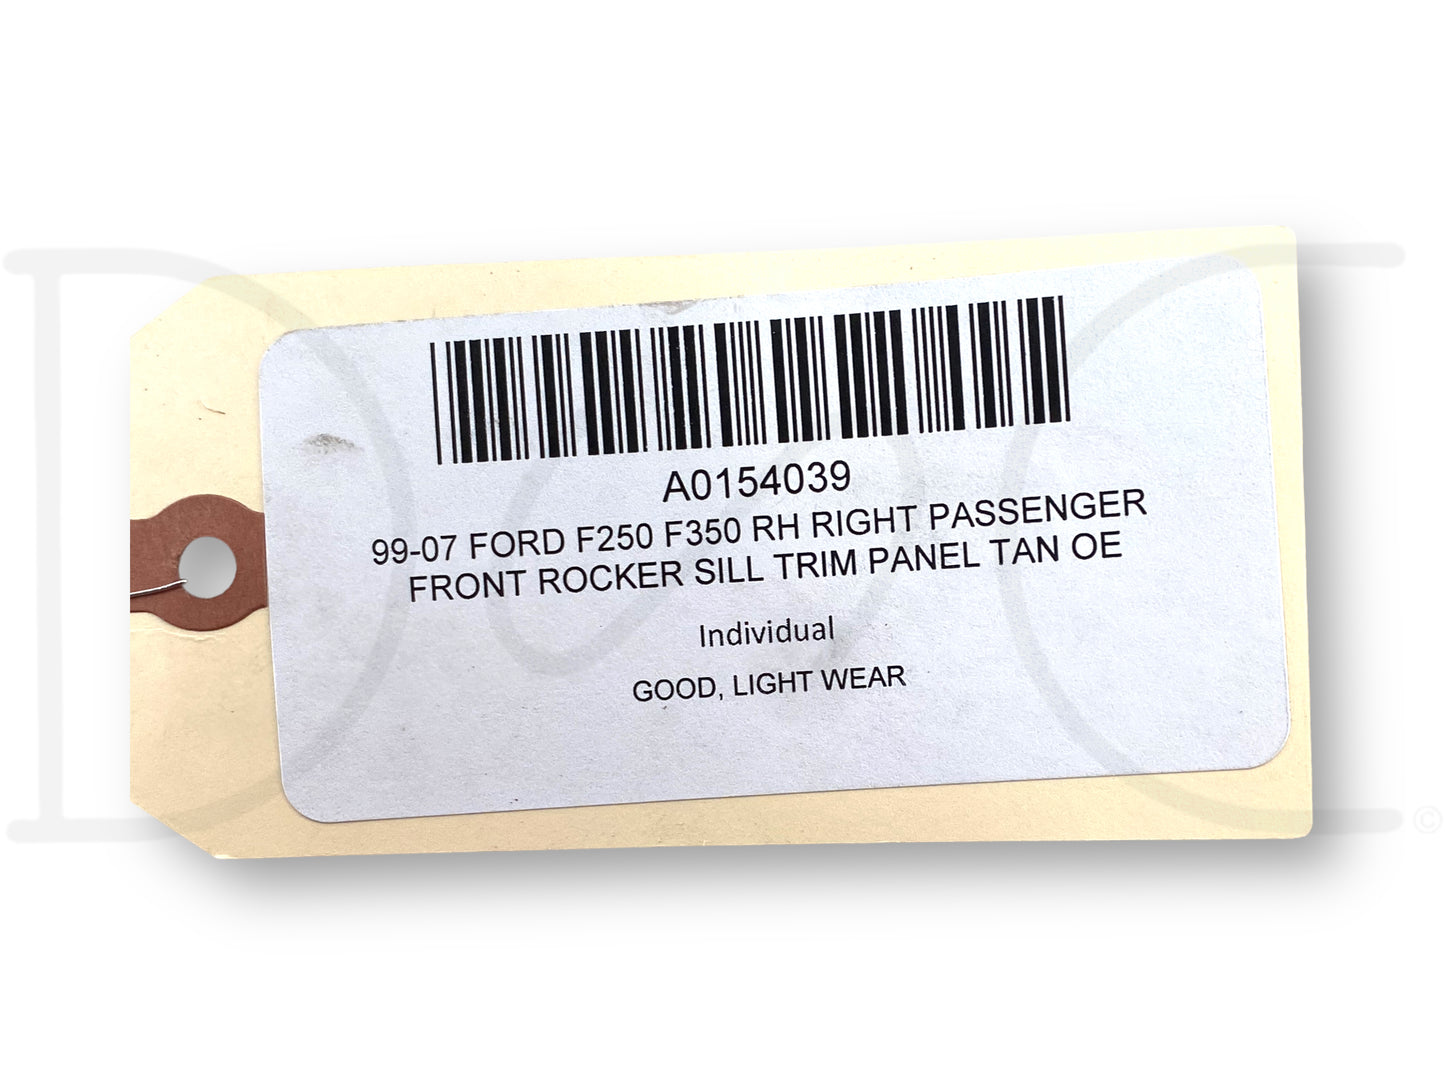 A0154039
99-07 FORD F250 F350 RH RIGHT PASSENGER
FRONT ROCKER SILL TRIM PANEL TAN OE
Individual
GOOD, LIGHT WEAR
©